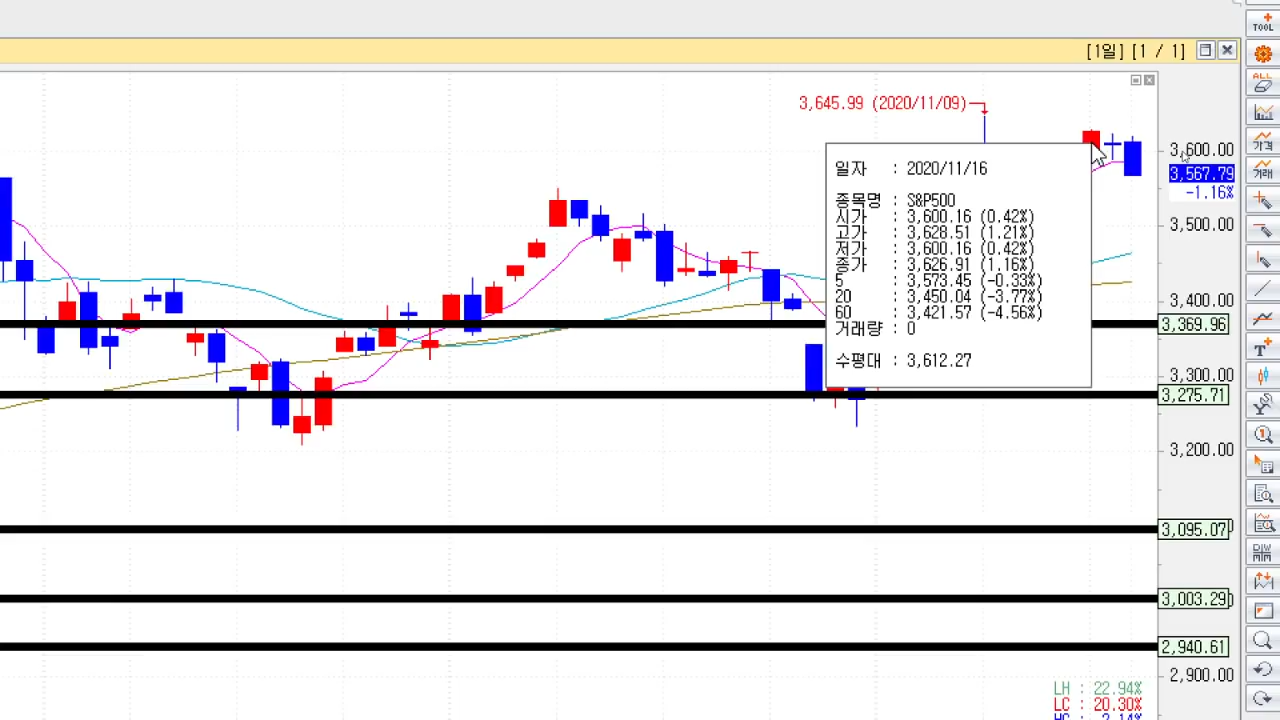 TOOL
[1일] [1 / 1]
ALL
3,645.99 (2020/11/09)
가격
3,600.00
거래
3,567.79
-1.16%
일자 : 2020/11/16
종목명 : S&P500
시가 : 3,600.16 (0.42%)
고가 : 3,628.51 (1.21%)
저가 : 3,600.16 (0.42%)
종가 : 3,626.91 (1.16%)
5 : 3,573.45 (-0.33%)
20 : 3,450.04 (-3.77%)
60 : 3,421.57 (-4.56%)
거래량 : 0
수평대 : 3,612.27
3,500.00
3,400.00
3,369.96
T
3,300.00
3,275.71
3,200.00
3,095.07
3,003.29
2,940.61
2,900.00
LH : 22.94%
LC : 20.30%
HC : 2.14%